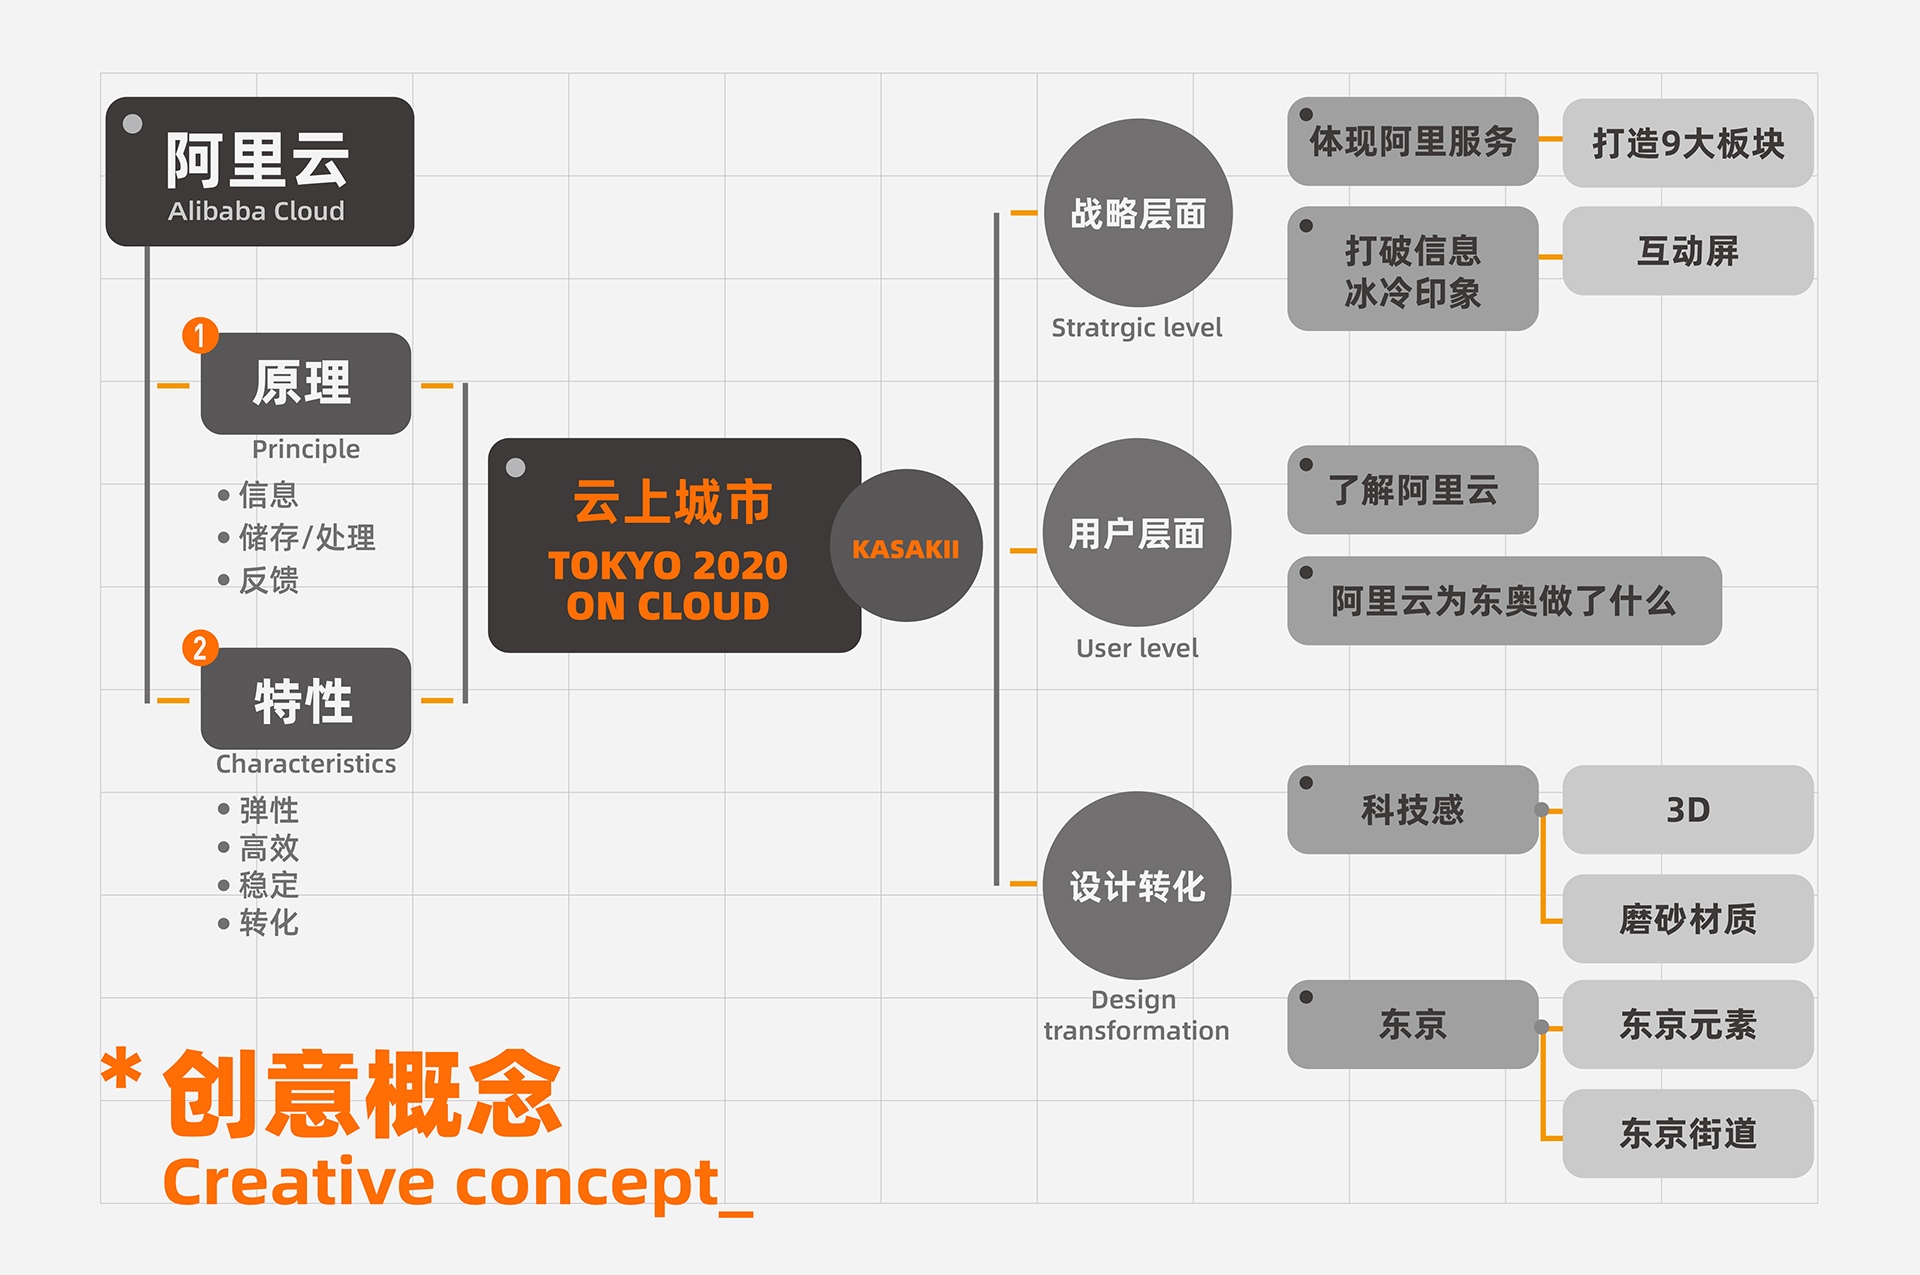 阿里云
Alibaba Cloud
1
原理
Principle
• 信息
• 储存/处理
• 反馈
2
特性
Characteristics
• 弹性
• 高效
• 稳定
• 转化
云上城市
TOKYO 2020
ON CLOUD
KASAKII
战略层面
Stratrgic level
体现阿里服务
打造9大板块
打破信息
冰冷印象
互动屏
用户层面
User level
了解阿里云
阿里云为东奥做了什么
设计转化
Design
transformation
科技感
3D
磨砂材质
东京
东京元素
东京街道
* 创意概念
Creative concept_